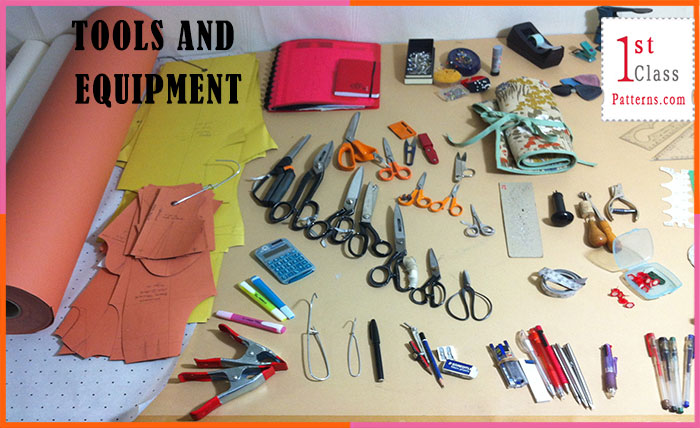 TOOLS AND
EQUIPMENT
1st
Class
Patterns.com